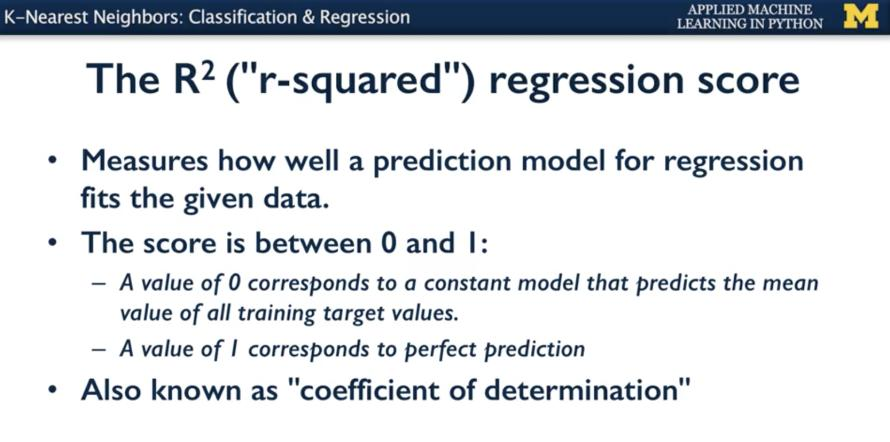 K-Nearest Neighbors: Classification & Regression
APPLIED MACHINE
LEARNING IN PYTHON
M
The R² ("r-squared") regression score
• Measures how well a prediction model for regression
fits the given data.
• The score is between 0 and 1:
– A value of 0 corresponds to a constant model that predicts the mean
value of all training target values.
– A value of 1 corresponds to perfect prediction
• Also known as "coefficient of determination"